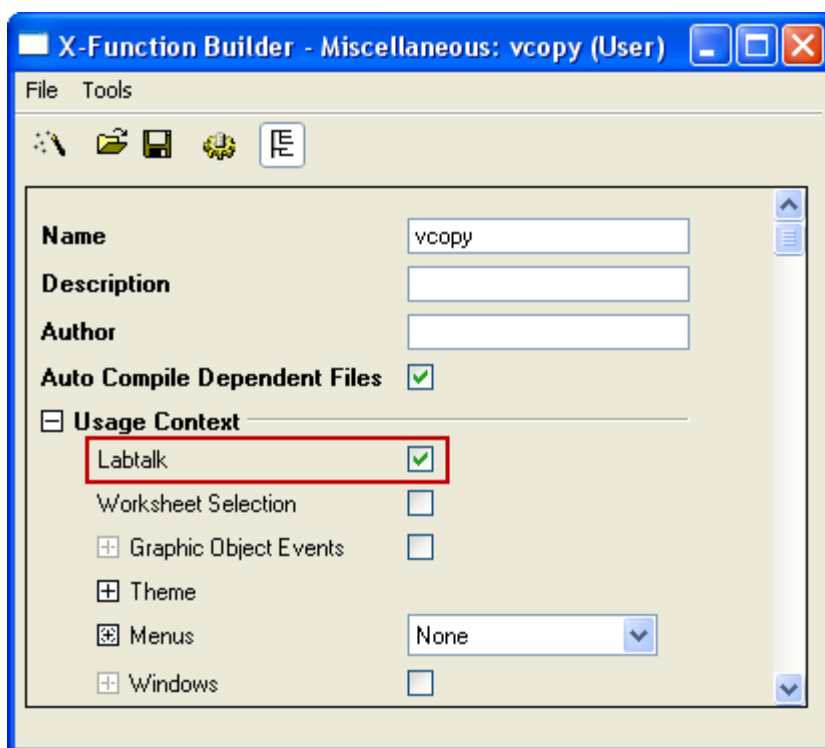 X-Function Builder - Miscellaneous: vcopy (User)
File Tools
Name vcopy
Description
Author
Auto Compile Dependent Files
Usage Context
Labtalk
Worksheet Selection
Graphic Object Events
Theme
Menus None
Windows